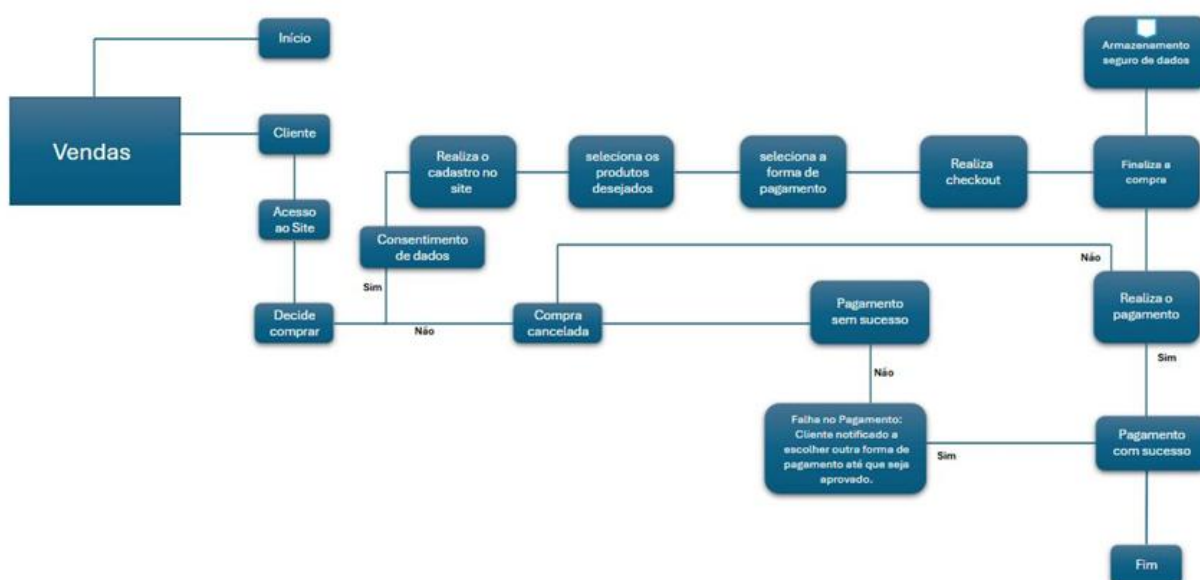 Início
Armazenamento
seguro de dados
Vendas
Cliente
Realiza o
cadastro no
site
seleciona os
produtos
desejados
seleciona a
forma de
pagamento
Realiza
checkout
Finaliza a
compra
Acesso
ao Site
Consentimento
de dados
Sim
Não
Decide
comprar
Não
Compra
cancelada
Pagamento
sem sucesso
Realiza o
pagamento
Sim
Não
Falha no Pagamento:
Cliente notificado a
escolher outra forma de
pagamento até que seja
aprovado.
Sim
Pagamento
com sucesso
Fim